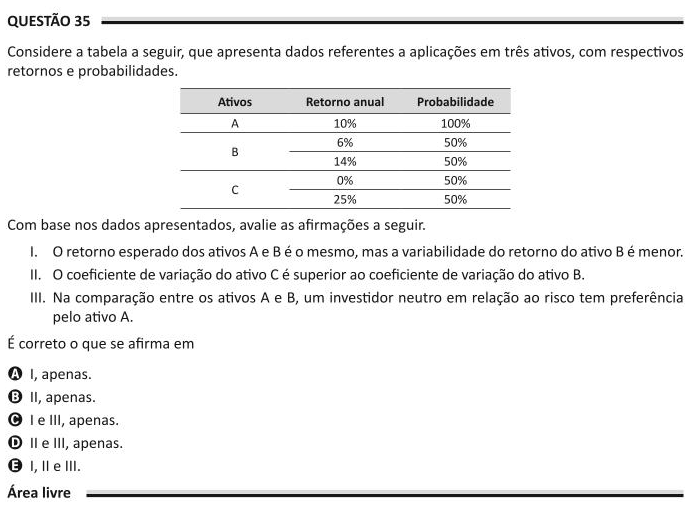 QUESTÃO 35
Considere a tabela a seguir, que apresenta dados referentes a aplicações em três ativos, com respectivos
retornos e probabilidades.
Ativos Retorno anual Probabilidade
A 10% 100%
B 6% 50%
14% 50%
C 0% 50%
25% 50%
Com base nos dados apresentados, avalie as afirmações a seguir.
I. O retorno esperado dos ativos A e B é o mesmo, mas a variabilidade do retorno do ativo B é menor.
II. O coeficiente de variação do ativo C é superior ao coeficiente de variação do ativo B.
III. Na comparação entre os ativos A e B, um investidor neutro em relação ao risco tem preferência
pelo ativo A.
É correto o que se afirma em
A I, apenas.
B II, apenas.
C I e III, apenas.
D II e III, apenas.
E I, II e III.
Área livre